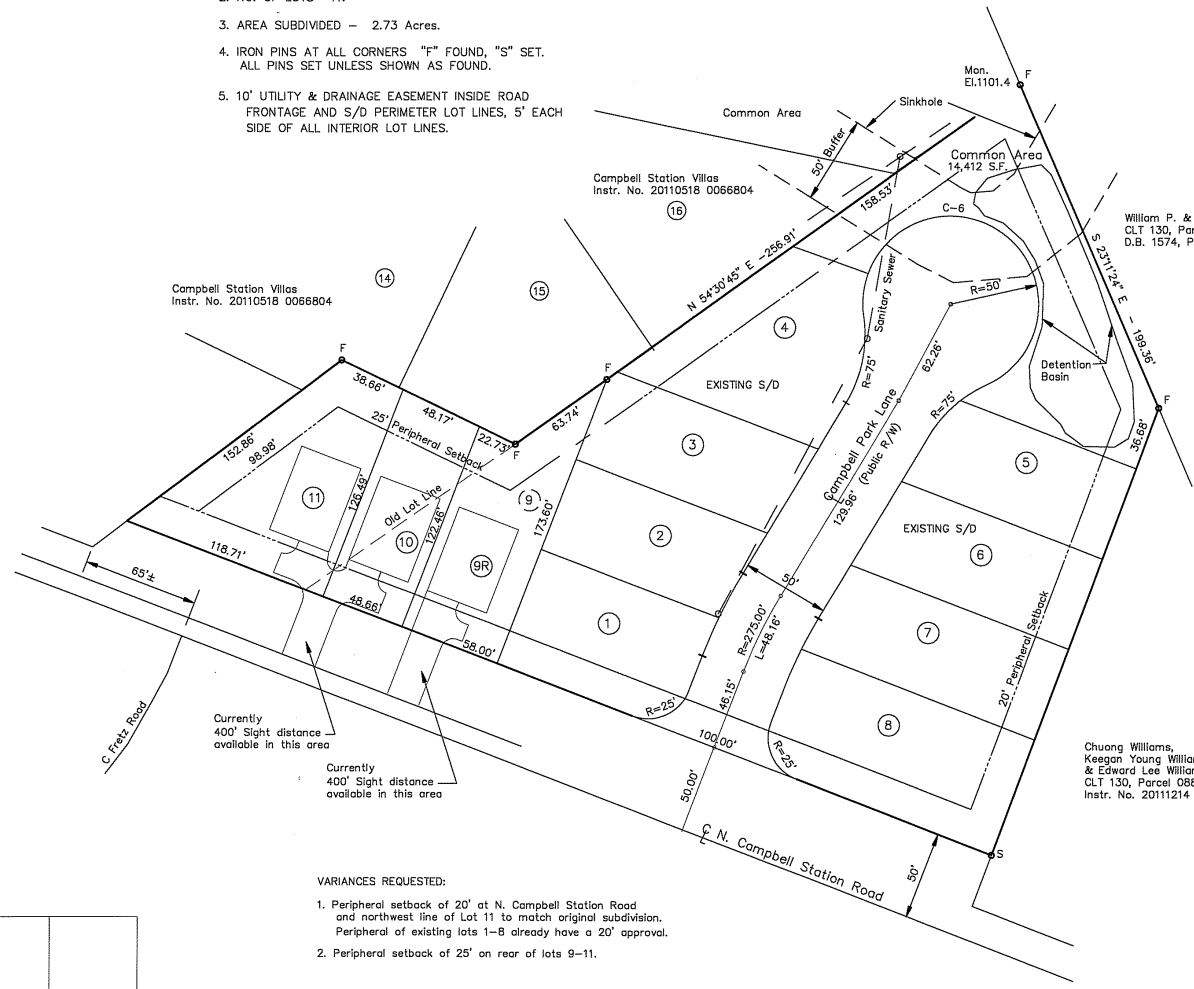 3. AREA SUBDIVIDED – 2.73 Acres.
4. IRON PINS AT ALL CORNERS "F" FOUND, "S" SET.
ALL PINS SET UNLESS SHOWN AS FOUND.
5. 10' UTILITY & DRAINAGE EASEMENT INSIDE ROAD
FRONTAGE AND S/D PERIMETER LOT LINES, 5' EACH
SIDE OF ALL INTERIOR LOT LINES.
Mon.
El.1101.4
F
Common Area
Sinkhole
50' Buffer
Common Area
14,412 S.F.
Campbell Station Villas
Instr. No. 20110518 0066804
16
158.53'
C-6
William P. &
CLT 130, Par
D.B. 1574, P
S 23°11'24" E - 199.36'
N 54°30'45" E -256.91'
14
15
Campbell Station Villas
Instr. No. 20110518 0066804
R=50'
Sanitary Sewer
4
62.26'
Detention
Basin
F
38.66'
F
R=75'
EXISTING S/D
R=75'
F
48.17'
63.74'
25' Peripheral Setback
22.73'
F
36.68'
152.86'
98.98'
3
Campbell Park Lane
129.96' (Public R/W)
CL
5
11
126.49'
Old Lot Line
9
173.60'
EXISTING S/D
10
122.46'
2
6
118.71'
9R
65'±
50'
48.66'
1
R=275.00'
L=48.16'
7
20' Peripheral Setback
58.00'
46.15'
R=25'
8
C Fretz Road
Currently
400' Sight distance
available in this area
100.00'
R=25'
Currently
400' Sight distance
available in this area
50.00'
Chuong Williams,
Keegan Young Willia
& Edward Lee Willia
CLT 130, Parcel 088
Instr. No. 20111214
CL N. Campbell Station Road
S
50'
VARIANCES REQUESTED:
1. Peripheral setback of 20' at N. Campbell Station Road
and northwest line of Lot 11 to match original subdivision.
Peripheral of existing lots 1–8 already have a 20' approval.
2. Peripheral setback of 25' on rear of lots 9–11.